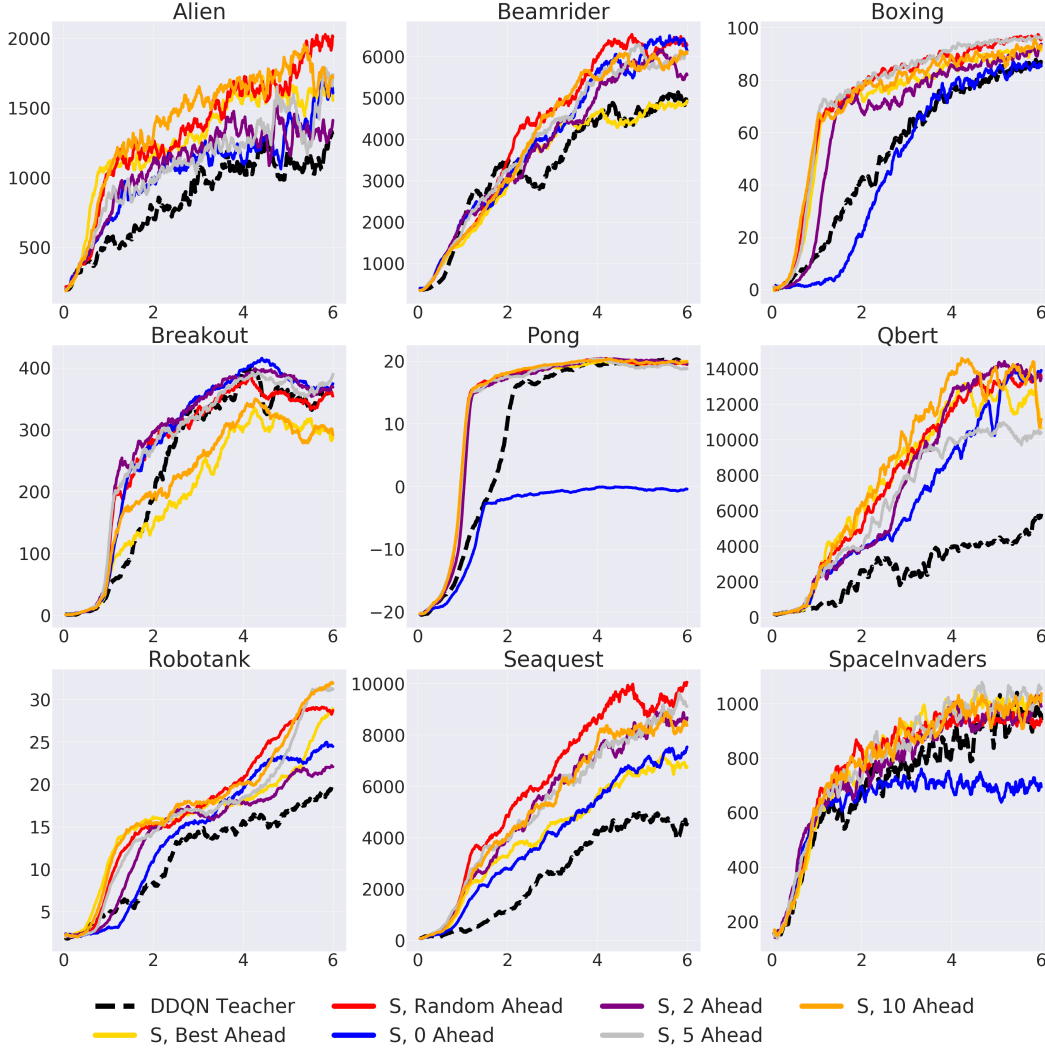 Alien
Beamrider
Boxing
2000
1500
1000
500
0 2 4 6
6000
5000
4000
3000
2000
1000
0 2 4 6
100
80
60
40
20
0
0 2 4 6
Breakout
Pong
Qbert
400
300
200
100
0
0 2 4 6
20
10
0
−10
−20
0 2 4 6
14000
12000
10000
8000
6000
4000
2000
0
0 2 4 6
Robotank
Seaquest
SpaceInvaders
30
25
20
15
10
5
0 2 4 6
10000
8000
6000
4000
2000
0
0 2 4 6
1000
800
600
400
200
0 2 4 6
DDQN Teacher
S, Random Ahead
S, 2 Ahead
S, 10 Ahead
S, Best Ahead
S, 0 Ahead
S, 5 Ahead